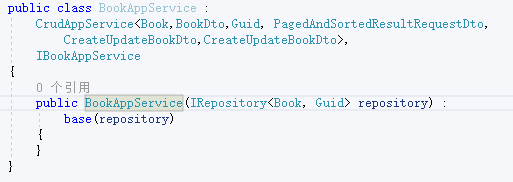 public class BookAppService :
CrudAppService<Book,BookDto,Guid, PagedAndSortedResultRequestDto,
CreateUpdateBookDto,CreateUpdateBookDto>,
IBookAppService
{
0 个引用
public BookAppService(IRepository<Book, Guid> repository) :
base(repository)
{
}
}